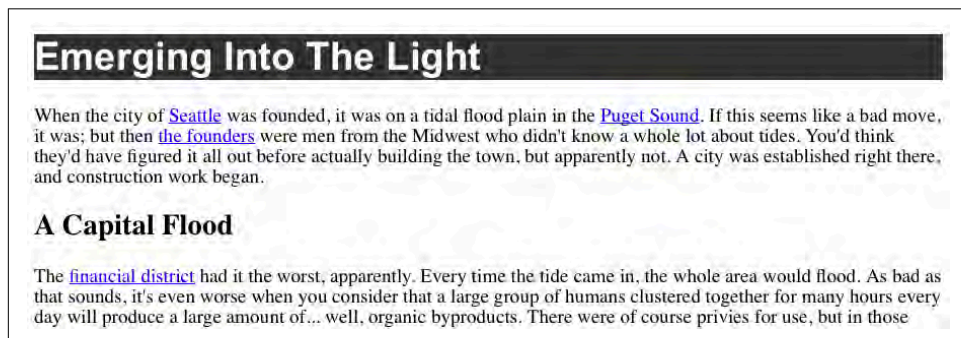 Emerging Into The Light
When the city of Seattle was founded, it was on a tidal flood plain in the Puget Sound. If this seems like a bad move,
it was; but then the founders were men from the Midwest who didn't know a whole lot about tides. You'd think
they'd have figured it all out before actually building the town, but apparently not. A city was established right there,
and construction work began.
A Capital Flood
The financial district had it the worst, apparently. Every time the tide came in, the whole area would flood. As bad as
that sounds, it's even worse when you consider that a large group of humans clustered together for many hours every
day will produce a large amount of... well, organic byproducts. There were of course privies for use, but in those